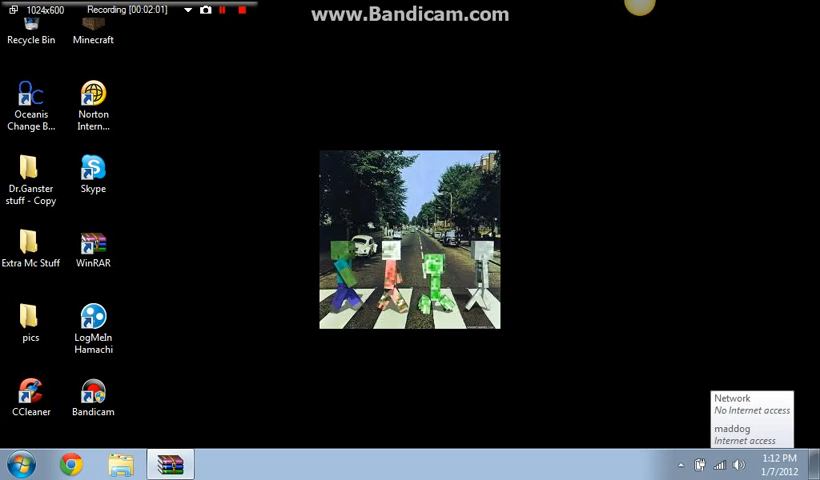 1024x600
Recording [00:02:01]
www.Bandicam.com
Recycle Bin
Minecraft
Oceanis
Change B...
Norton
Intern...
Dr.Ganster
stuff - Copy
Skype
Extra Mc Stuff
WinRAR
pics
LogMeIn
Hamachi
CCleaner
Bandicam
Network
No Internet access
maddog
Internet access
1:12 PM
1/7/2012